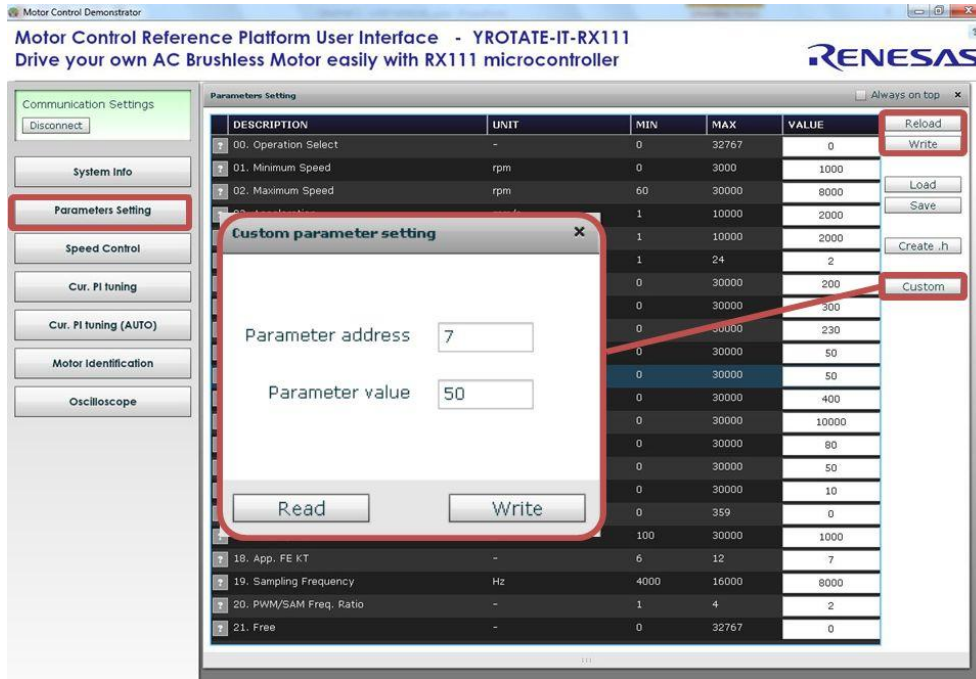 Motor Control Demonstrator
Motor Control Reference Platform User Interface - YROTATE-IT-RX111
Drive your own AC Brushless Motor easily with RX111 microcontroller
RENESAS
Communication Settings
Disconnect
System Info
Parameters Setting
Speed Control
Cur. PI tuning
Cur. PI tuning (AUTO)
Motor Identification
Oscilloscope
Parameters Setting
Always on top x
DESCRIPTION UNIT MIN MAX VALUE
? 00. Operation Select - 0 32767 0
? 01. Minimum Speed rpm 0 3000 1000
? 02. Maximum Speed rpm 60 30000 8000
1 10000 2000
1 10000 2000
1 24 2
0 30000 200
0 30000 300
0 30000 230
0 30000 50
0 30000 50
0 30000 400
0 30000 10000
0 30000 80
0 30000 50
0 30000 10
0 359 0
100 30000 1000
? 18. App. FE KT - 6 12 7
? 19. Sampling Frequency Hz 4000 16000 8000
? 20. PWM/SAM Freq. Ratio - 1 4 2
? 21. Free - 0 32767 0
Reload
Write
Load
Save
Create .h
Custom
Custom parameter setting x
Parameter address 7
Parameter value 50
Read Write